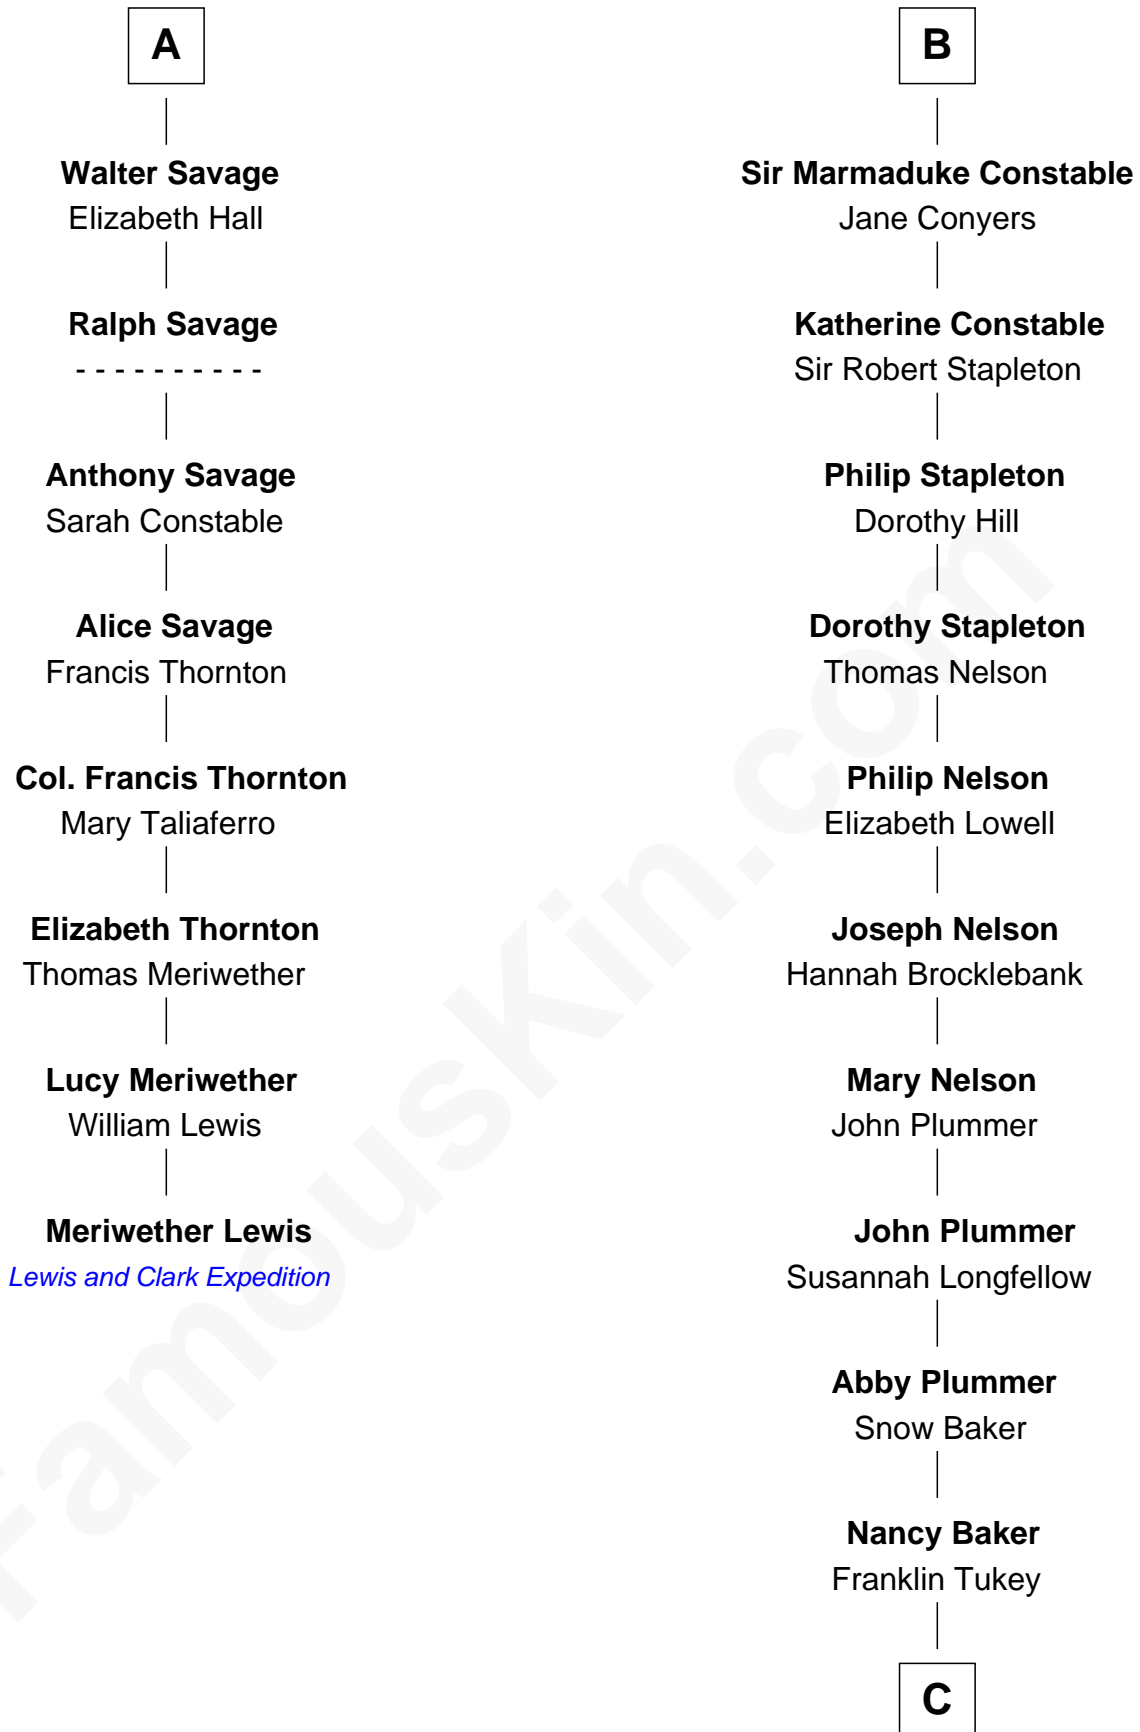 A
Walter Savage
Elizabeth Hall
Ralph Savage
- - - - - - - - - -
Anthony Savage
Sarah Constable
Alice Savage
Francis Thornton
Col. Francis Thornton
Mary Taliaferro
Elizabeth Thornton
Thomas Meriwether
Lucy Meriwether
William Lewis
Meriwether Lewis
Lewis and Clark Expedition
B
Sir Marmaduke Constable
Jane Conyers
Katherine Constable
Sir Robert Stapleton
Philip Stapleton
Dorothy Hill
Dorothy Stapleton
Thomas Nelson
Philip Nelson
Elizabeth Lowell
Joseph Nelson
Hannah Brocklebank
Mary Nelson
John Plummer
John Plummer
Susannah Longfellow
Abby Plummer
Snow Baker
Nancy Baker
Franklin Tukey
C
FamousKin.com